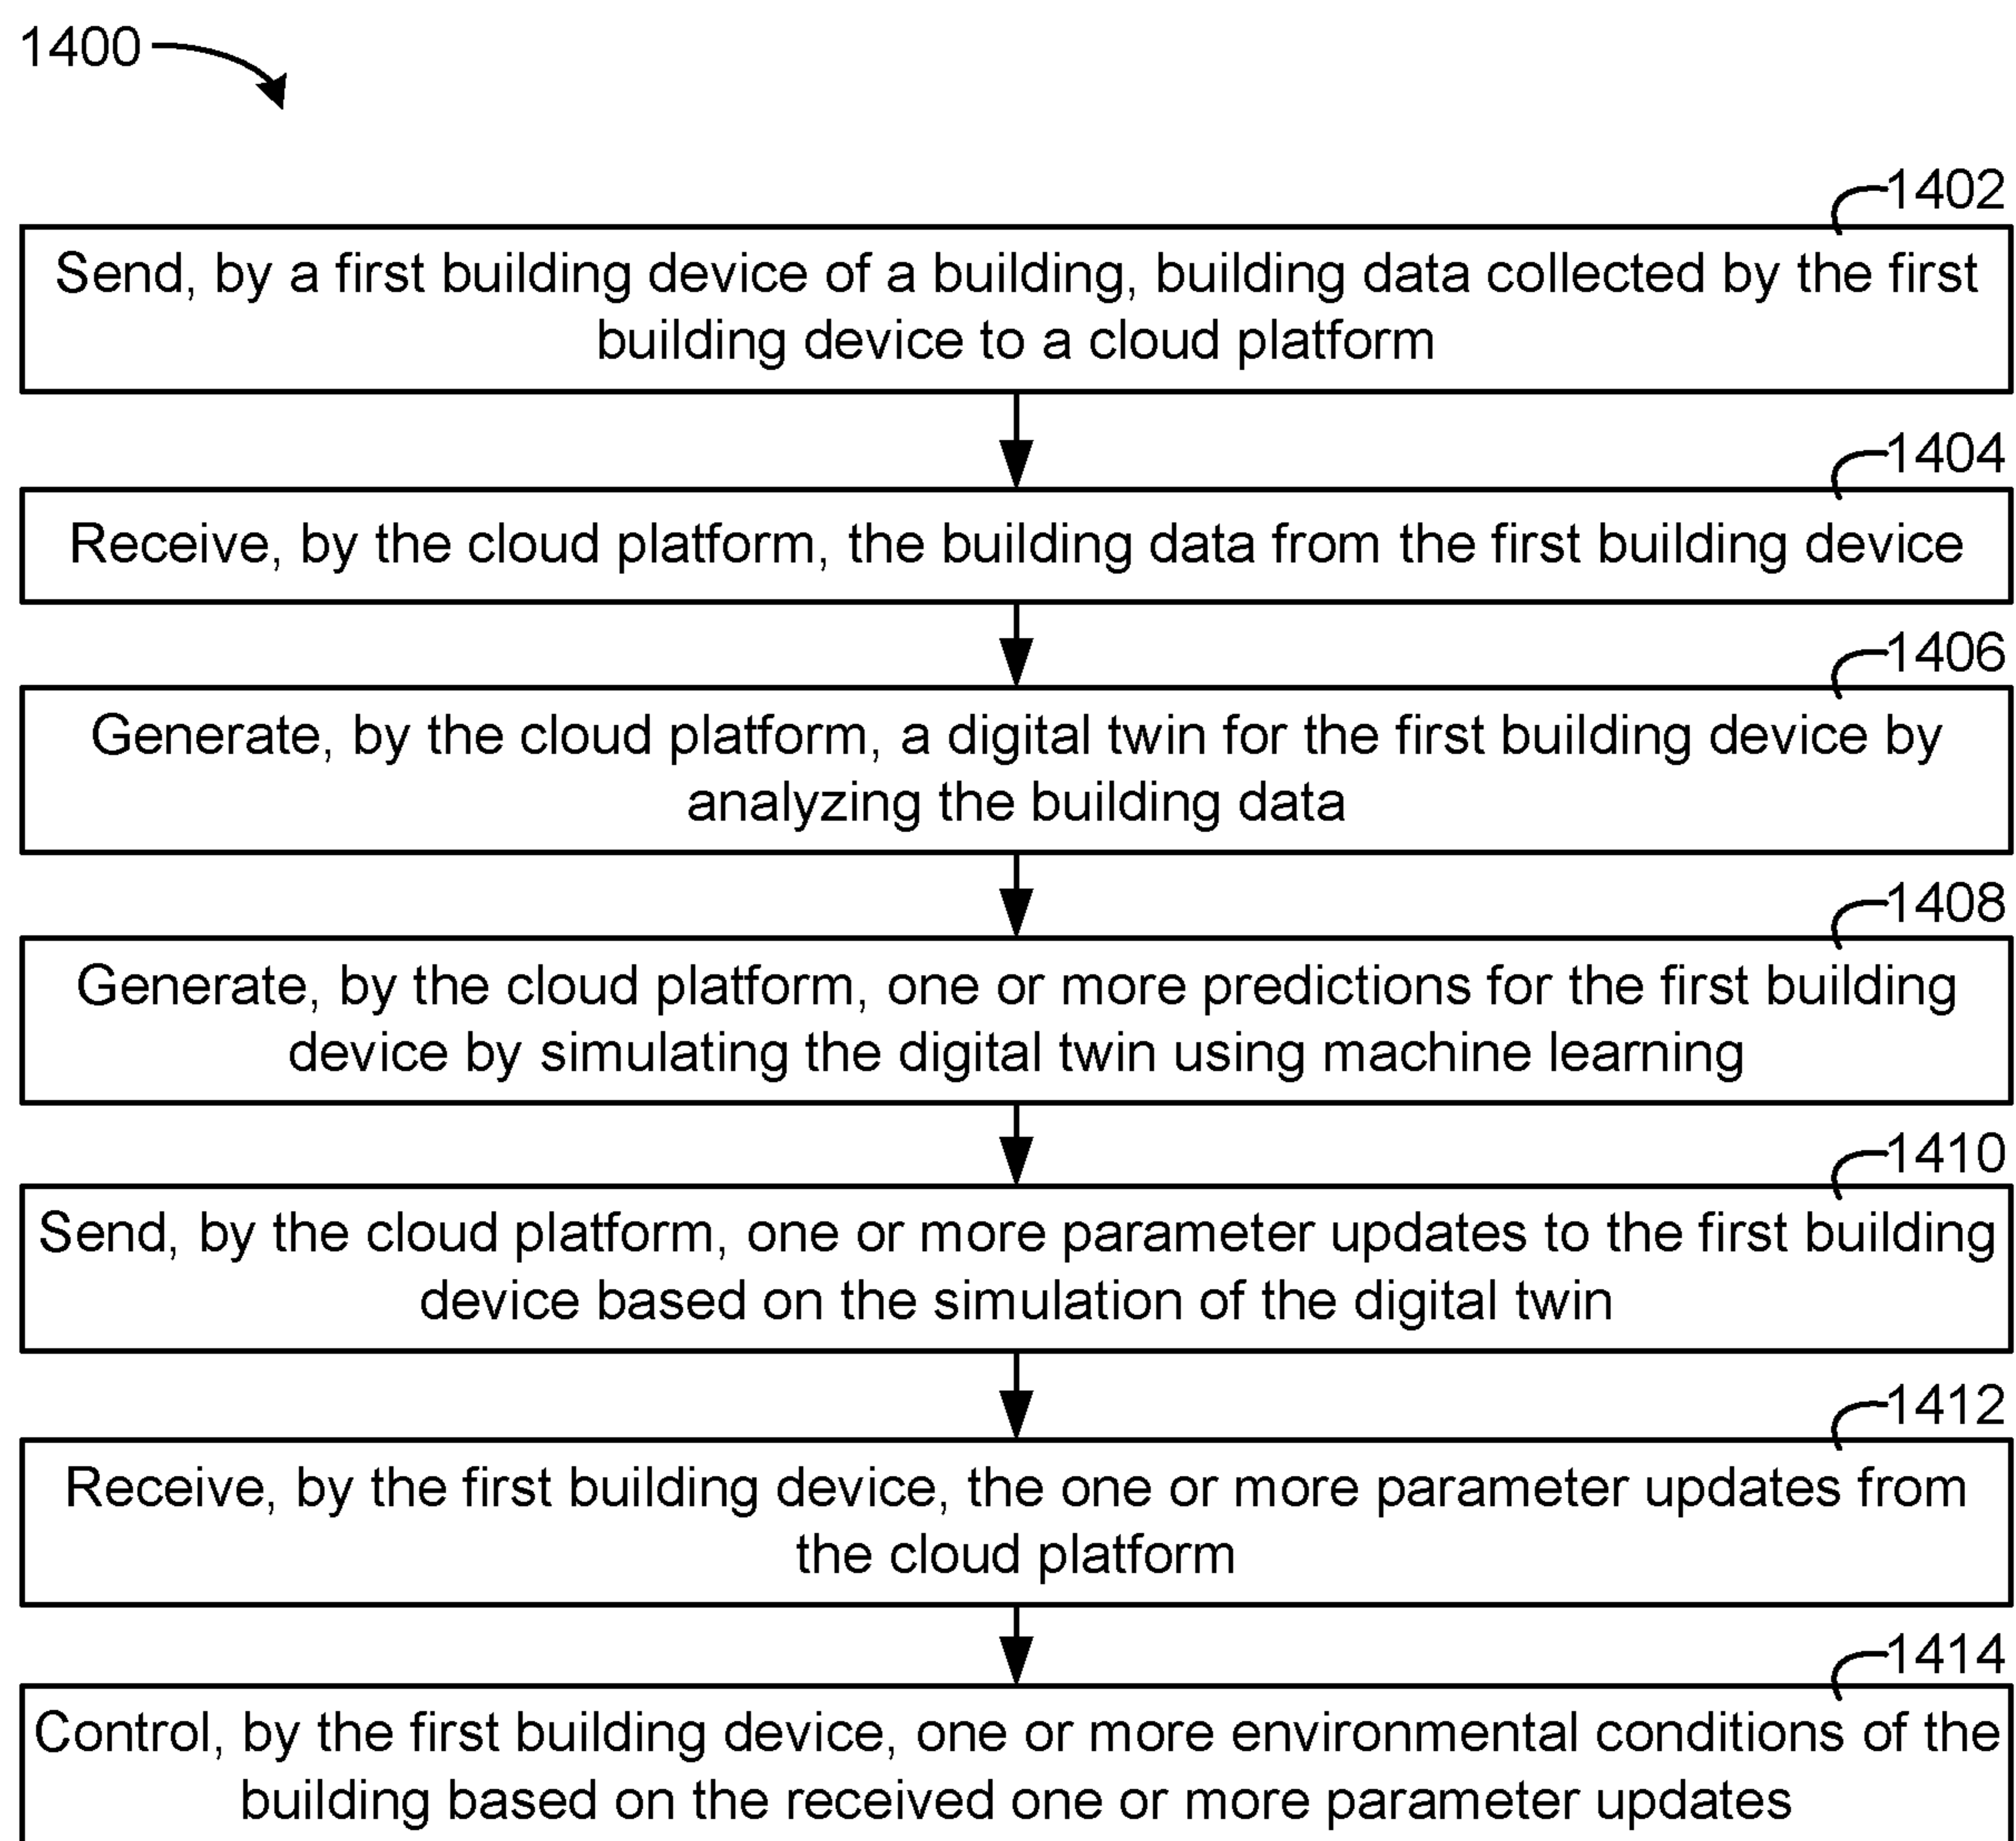 1400
1402
Send, by a first building device of a building, building data collected by the first
building device to a cloud platform
1404
Receive, by the cloud platform, the building data from the first building device
1406
Generate, by the cloud platform, a digital twin for the first building device by
analyzing the building data
1408
Generate, by the cloud platform, one or more predictions for the first building
device by simulating the digital twin using machine learning
1410
Send, by the cloud platform, one or more parameter updates to the first building
device based on the simulation of the digital twin
1412
Receive, by the first building device, the one or more parameter updates from
the cloud platform
1414
Control, by the first building device, one or more environmental conditions of the
building based on the received one or more parameter updates